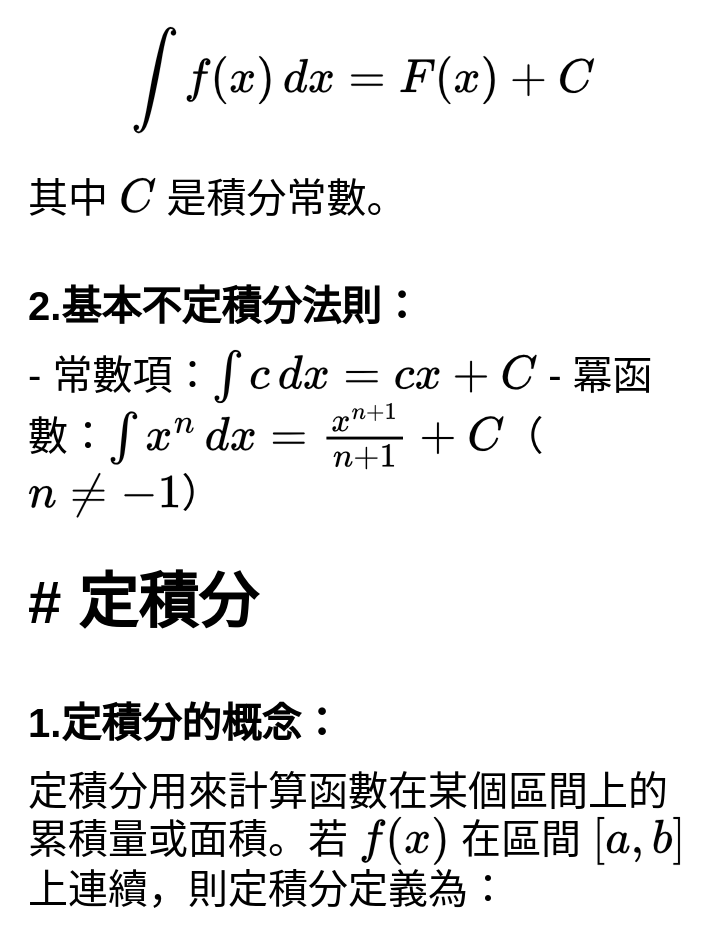 ∫ f(x) dx = F(x) + C
其中 C 是積分常數。
2.基本不定積分法則：
- 常數項：∫ c dx = cx + C - 冪函
數：∫ xⁿ dx = \frac{x^{n+1}}{n+1} + C（
n ≠ −1）
# 定積分
1.定積分的概念：
定積分用來計算函數在某個區間上的
累積量或面積。若 f(x) 在區間 [a, b]
上連續，則定積分定義為：